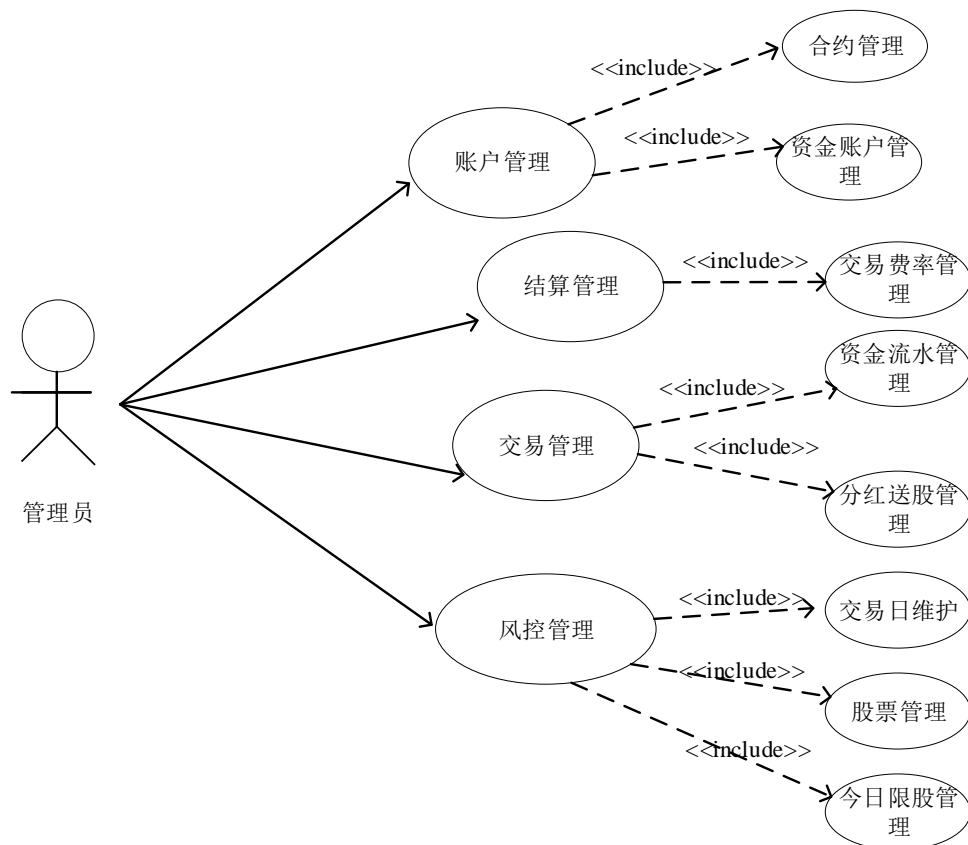 合约管理
<<include>>
<<include>>
账户管理
资金账户管
理
<<include>>
交易费率管
理
结算管理
资金流水管
理
<<include>>
交易管理
<<include>>
分红送股管
理
管理员
<<include>>
交易日维护
风控管理
<<include>>
股票管理
<<include>>
今日限股管
理